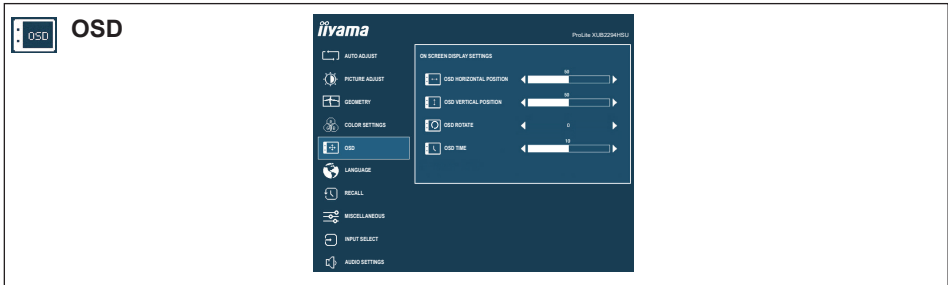 OSD
OSD
iiyama
ProLite XUB2294HSU
AUTO ADJUST
PICTURE ADJUST
GEOMETRY
COLOR SETTINGS
OSD
LANGUAGE
RECALL
MISCELLANEOUS
INPUT SELECT
AUDIO SETTINGS
ON SCREEN DISPLAY SETTINGS
OSD HORIZONTAL POSITION
50
OSD VERTICAL POSITION
50
OSD ROTATE
0
OSD TIME
10